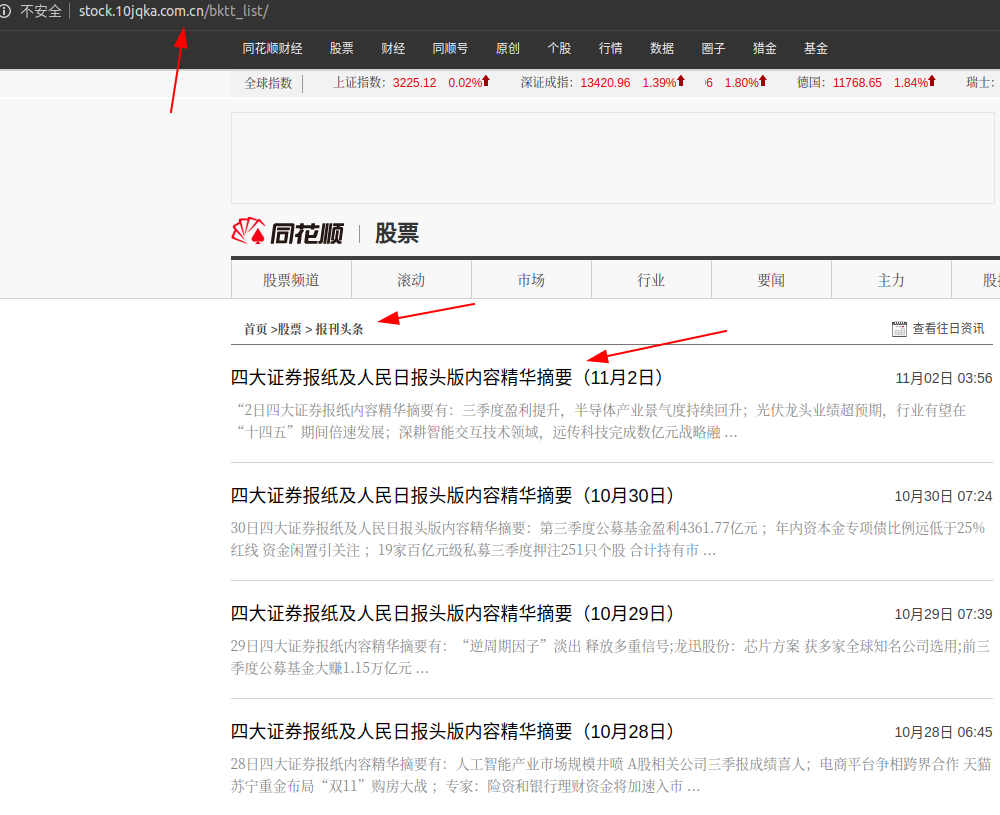 不安全 stock.10jqka.com.cn/bktt_list/
同花顺财经 股票 财经 同顺号 原创 个股 行情 数据 圈子 猎金 基金
全球指数 上证指数: 3225.12 0.02% 深证成指: 13420.96 1.39% 6 1.80% 德国: 11768.65 1.84% 瑞士:
同花顺 股票
股票频道 滚动 市场 行业 要闻 主力
首页 >股票 > 报刊头条 查看往日资讯
四大证券报纸及人民日报头版内容精华摘要（11月2日） 11月02日 03:56
“2日四大证券报纸内容精华摘要有：三季度盈利提升，半导体产业景气度持续回升；光伏龙头业绩超预期，行业有望在
“十四五”期间倍速发展；深耕智能交互技术领域，远传科技完成数亿元战略融 ...
四大证券报纸及人民日报头版内容精华摘要（10月30日） 10月30日 07:24
30日四大证券报纸及人民日报头版内容精华摘要：第三季度公募基金盈利4361.77亿元 ；年内资本金专项债比例远低于25%
红线 资金闲置引关注 ；19家百亿元级私募三季度押注251只个股 合计持有市 ...
四大证券报纸及人民日报头版内容精华摘要（10月29日） 10月29日 07:39
29日四大证券报纸内容精华摘要有：“逆周期因子”淡出 释放多重信号;龙迅股份：芯片方案 获多家全球知名公司选用;前三
季度公募基金大赚1.15万亿元 ...
四大证券报纸及人民日报头版内容精华摘要（10月28日） 10月28日 06:45
28日四大证券报纸内容精华摘要有：人工智能产业市场规模井喷 A股相关公司三季报成绩喜人；电商平台争相跨界合作 天猫
苏宁重金布局“双11”购房大战 ；专家：险资和银行理财资金将加速入市 ...